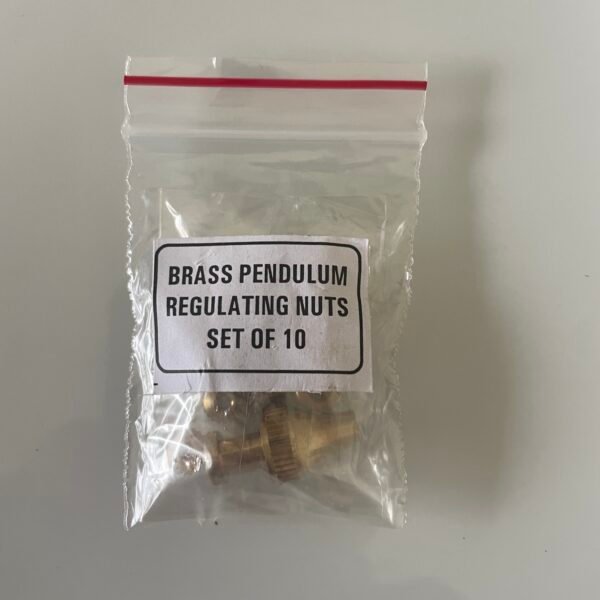 BRASS PENDULUM
REGULATING NUTS
SET OF 10